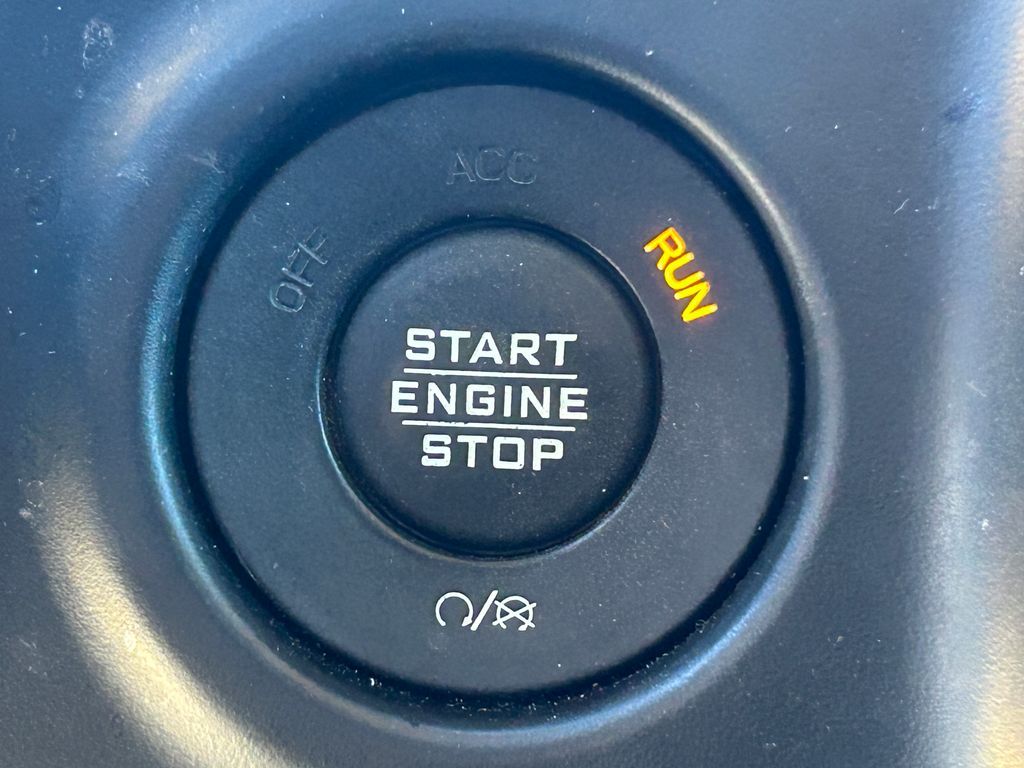 ACC
OFF
RUN
START
ENGINE
STOP